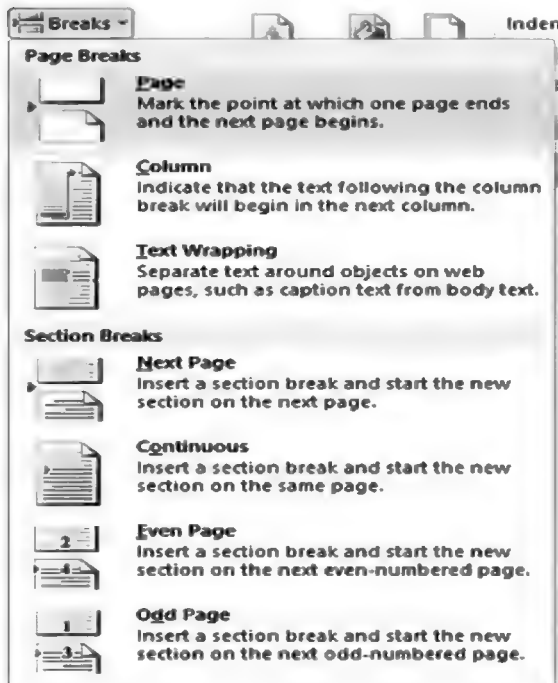 Breaks
Inden
Page Breaks
Page
Mark the point at which one page ends
and the next page begins.
Column
Indicate that the text following the column
break will begin in the next column.
Text Wrapping
Separate text around objects on web
pages, such as caption text from body text.
Section Breaks
Next Page
Insert a section break and start the new
section on the next page.
Continuous
Insert a section break and start the new
section on the same page.
2
4
Even Page
Insert a section break and start the new
section on the next even-numbered page.
1
3
Odd Page
Insert a section break and start the new
section on the next odd-numbered page.